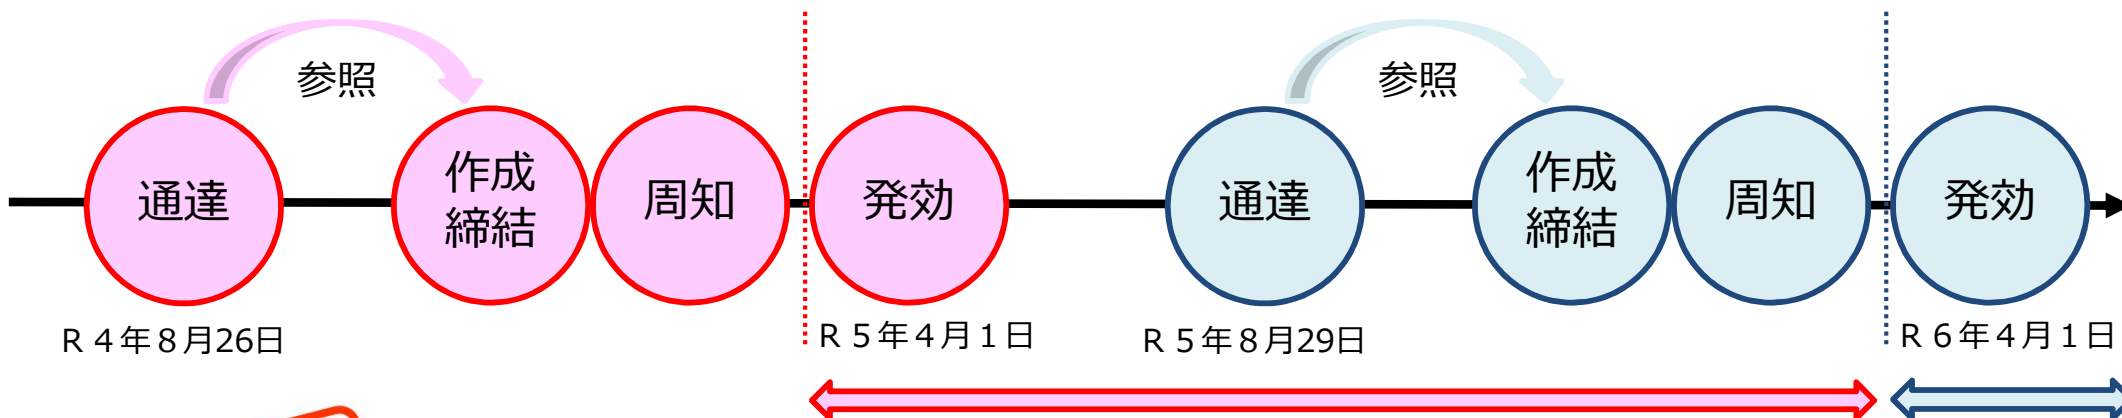 参照
参照
通達
作成
締結
周知
発効
通達
作成
締結
周知
発効
Ｒ４年８月26日
Ｒ５年４月１日
Ｒ５年８月29日
Ｒ６年４月１日